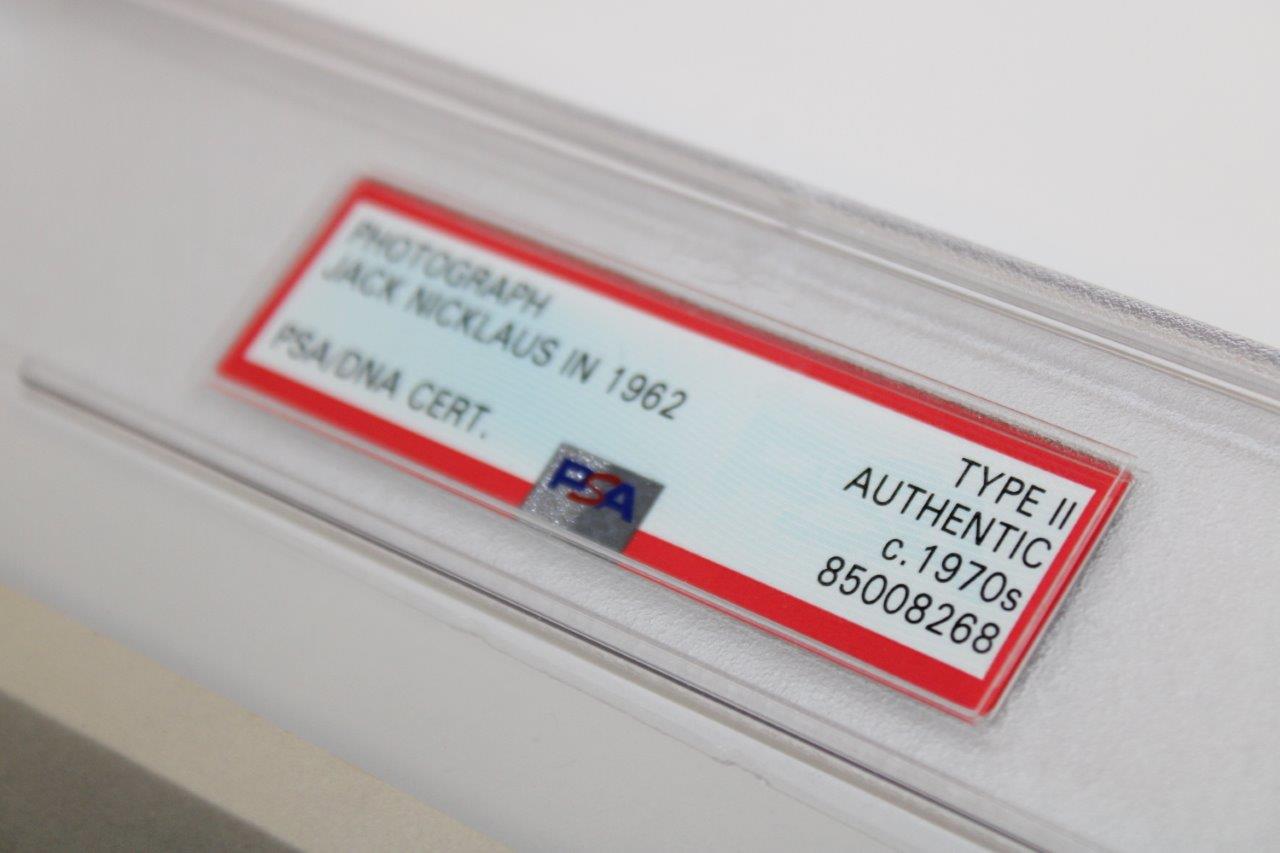 PHOTOGRAPH
JACK NICKLAUS IN 1962
PSA/DNA CERT.
PSA
TYPE II
AUTHENTIC
c.1970s
85008268